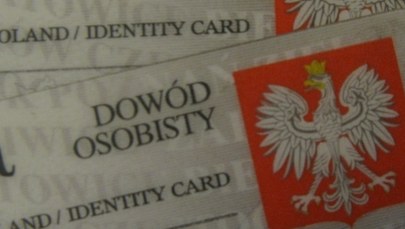 OLAND / IDENTITY CARD
DOWÓD
OSOBISTY
AND / IDENTITY CARD